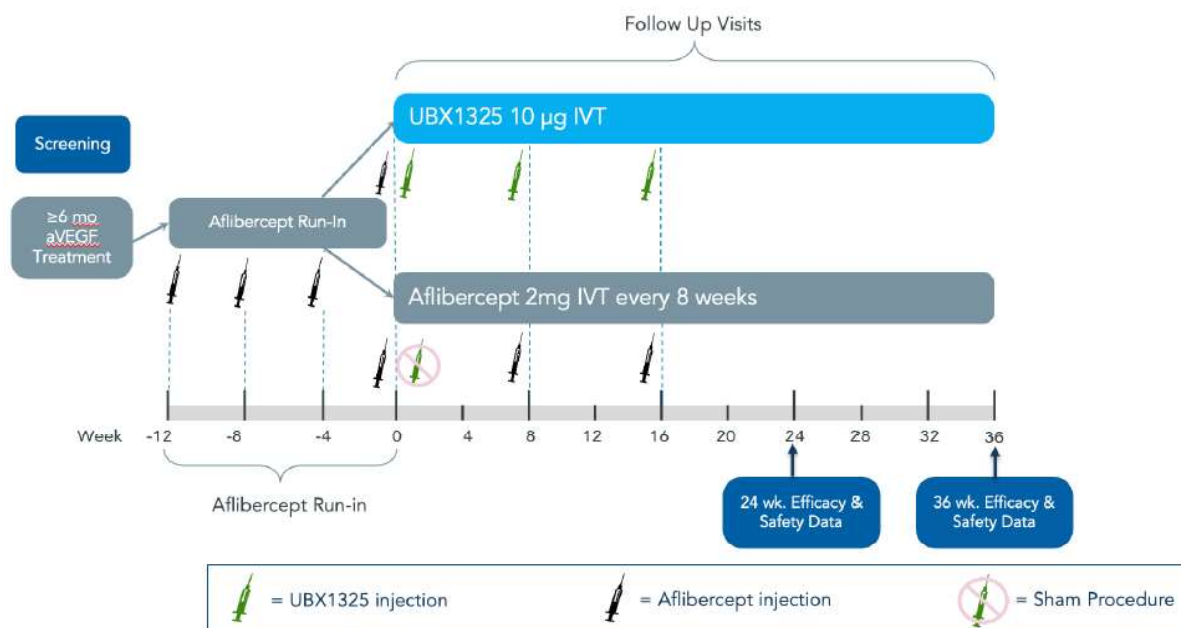 Follow Up Visits
UBX1325 10 µg IVT
Screening
≥6 mo
aVEGF
Treatment
Aflibercept Run-In
Aflibercept 2mg IVT every 8 weeks
Week -12 -8 -4 0 4 8 12 16 20 24 28 32 36
Aflibercept Run-in
24 wk. Efficacy &
Safety Data
36 wk. Efficacy &
Safety Data
= UBX1325 injection
= Aflibercept injection
= Sham Procedure